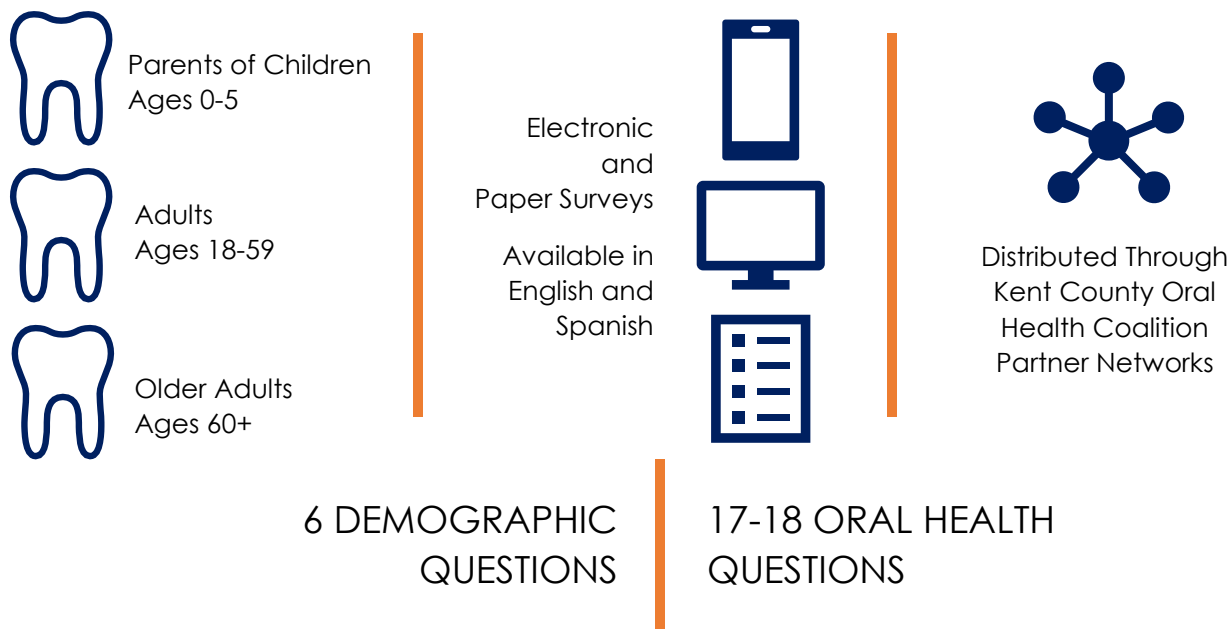 Parents of Children
Ages 0-5
Adults
Ages 18-59
Older Adults
Ages 60+
Electronic
and
Paper Surveys
Available in
English and
Spanish
Distributed Through
Kent County Oral
Health Coalition
Partner Networks
6 DEMOGRAPHIC
QUESTIONS
17-18 ORAL HEALTH
QUESTIONS